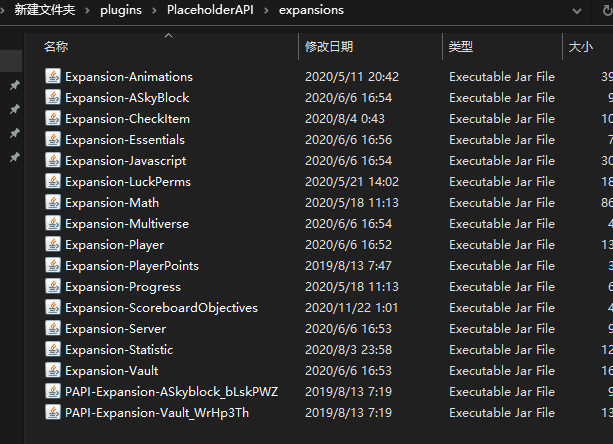 新建文件夹 > plugins > PlaceholderAPI > expansions
名称 修改日期 类型 大小
Expansion-Animations 2020/5/11 20:42 Executable Jar File 39
Expansion-ASkyBlock 2020/6/6 16:54 Executable Jar File 9
Expansion-CheckItem 2020/8/4 0:43 Executable Jar File 10
Expansion-Essentials 2020/6/6 16:56 Executable Jar File 7
Expansion-Javascript 2020/6/6 16:54 Executable Jar File 30
Expansion-LuckPerms 2020/5/21 14:02 Executable Jar File 18
Expansion-Math 2020/5/18 11:13 Executable Jar File 86
Expansion-Multiverse 2020/6/6 16:54 Executable Jar File 4
Expansion-Player 2020/6/6 16:52 Executable Jar File 13
Expansion-PlayerPoints 2019/8/13 7:47 Executable Jar File 3
Expansion-Progress 2020/5/18 11:13 Executable Jar File 6
Expansion-ScoreboardObjectives 2020/11/22 1:01 Executable Jar File 4
Expansion-Server 2020/6/6 16:53 Executable Jar File 9
Expansion-Statistic 2020/8/3 23:58 Executable Jar File 12
Expansion-Vault 2020/6/6 16:53 Executable Jar File 16
PAPI-Expansion-ASkyblock_bLskPWZ 2019/8/13 7:19 Executable Jar File 9
PAPI-Expansion-Vault_WrHp3Th 2019/8/13 7:19 Executable Jar File 13